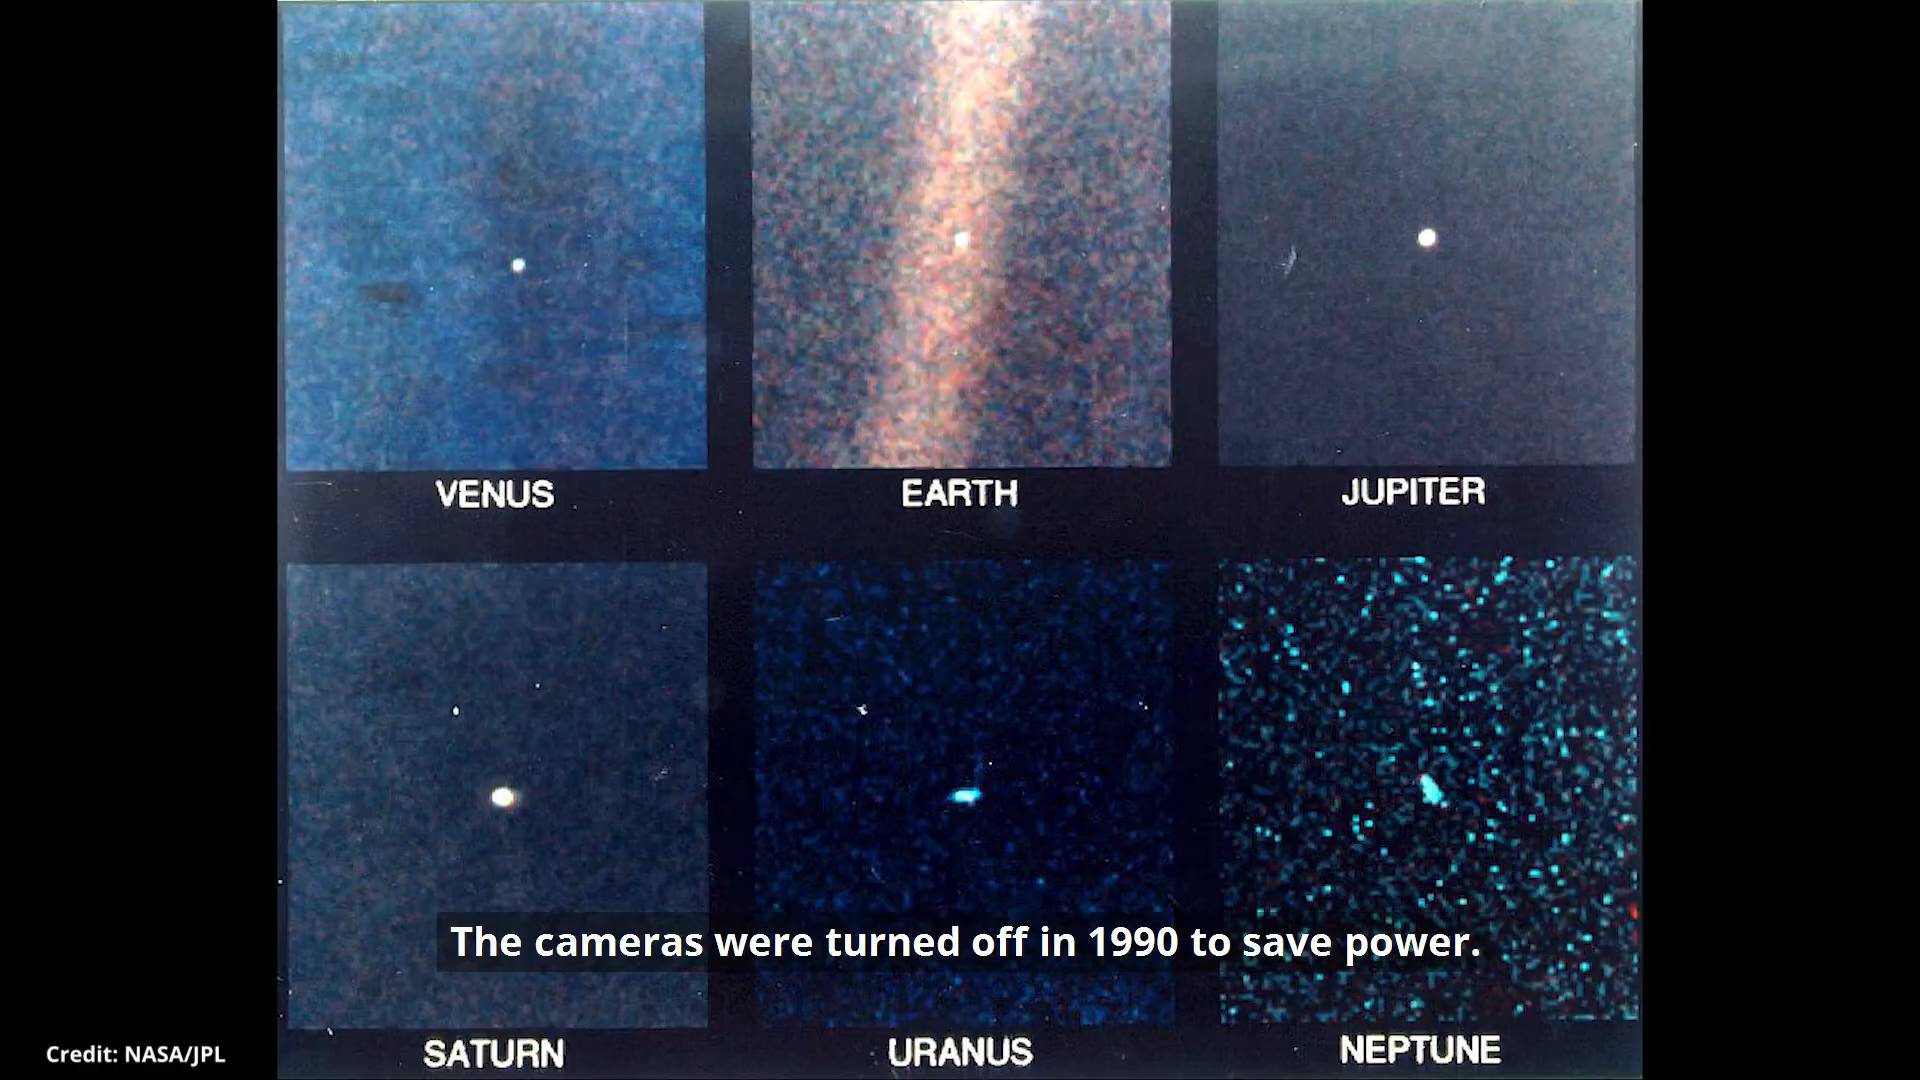 VENUS
EARTH
JUPITER
The cameras were turned off in 1990 to save power.
SATURN
URANUS
NEPTUNE
Credit: NASA/JPL